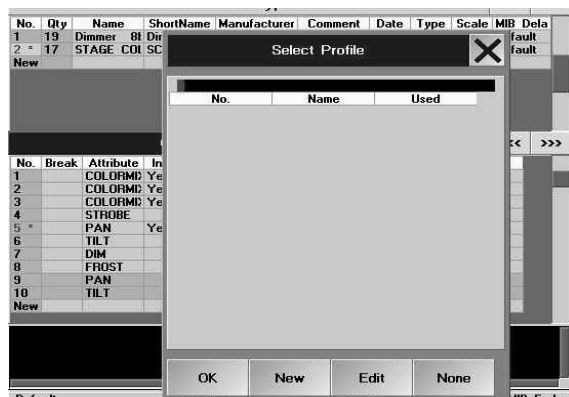 No. Qty Name ShortName Manufacturer Comment Date Type Scale MIB Dela
1 19 Dimmer 8t Dir fault
2 * 17 STAGE COL SC fault
New
Select Profile
No. Name Used
<< >>>
No. Break Attribute In
1 COLORMI Ye
2 COLORMI Ye
3 COLORMI Ye
4 STROBE
5 * PAN Ye
6 TILT
7 DIM
8 FROST
9 PAN
10 TILT
New
OK New Edit None